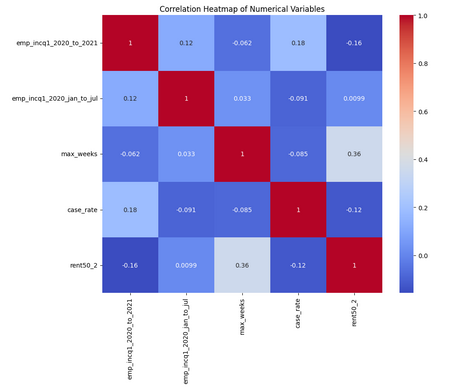 Correlation Heatmap of Numerical Variables
emp_incq1_2020_to_2021
1
0.12
-0.062
0.18
-0.16
emp_incq1_2020_jan_to_jul
0.12
1
0.033
-0.091
0.0099
max_weeks
-0.062
0.033
1
-0.085
0.36
case_rate
0.18
-0.091
-0.085
1
-0.12
rent50_2
-0.16
0.0099
0.36
-0.12
1
emp_incq1_2020_to_2021
emp_incq1_2020_jan_to_jul
max_weeks
case_rate
rent50_2
1.0
0.8
0.6
0.4
0.2
0.0